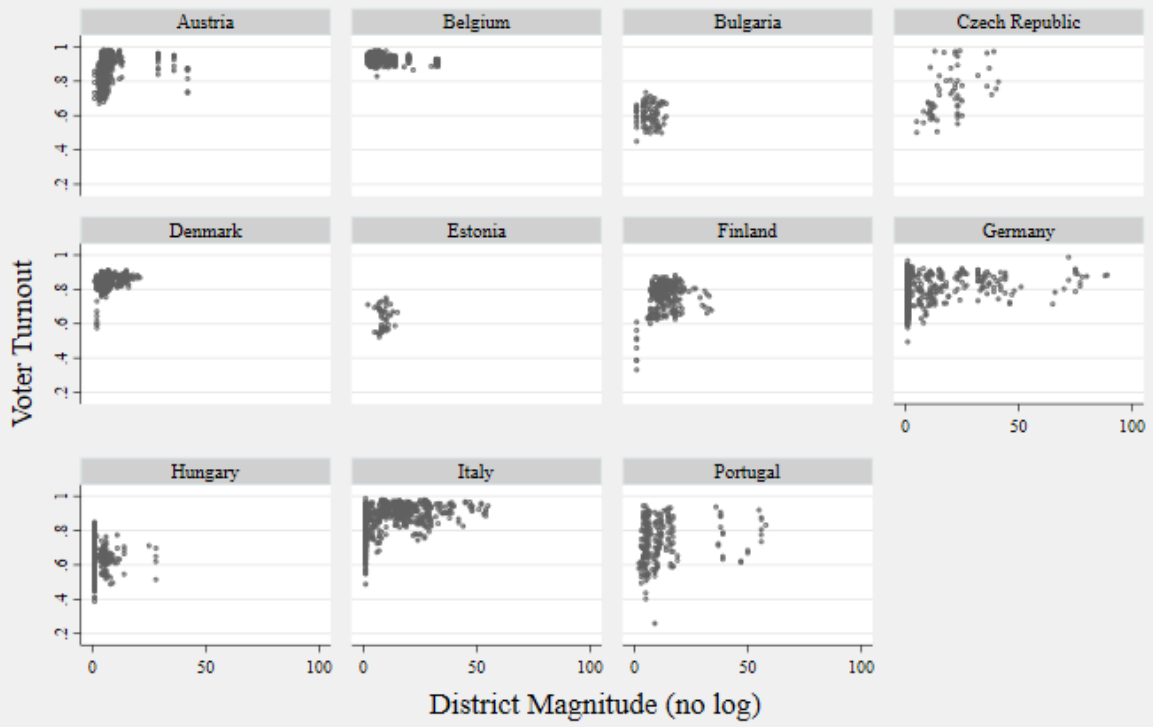 Austria Belgium Bulgaria Czech Republic
1
.8
.6
.4
.2
Denmark Estonia Finland Germany
1
.8
.6
.4
.2
0 50 100
Hungary Italy Portugal
1
.8
.6
.4
.2
0 50 100 0 50 100 0 50 100
Voter Turnout
District Magnitude (no log)